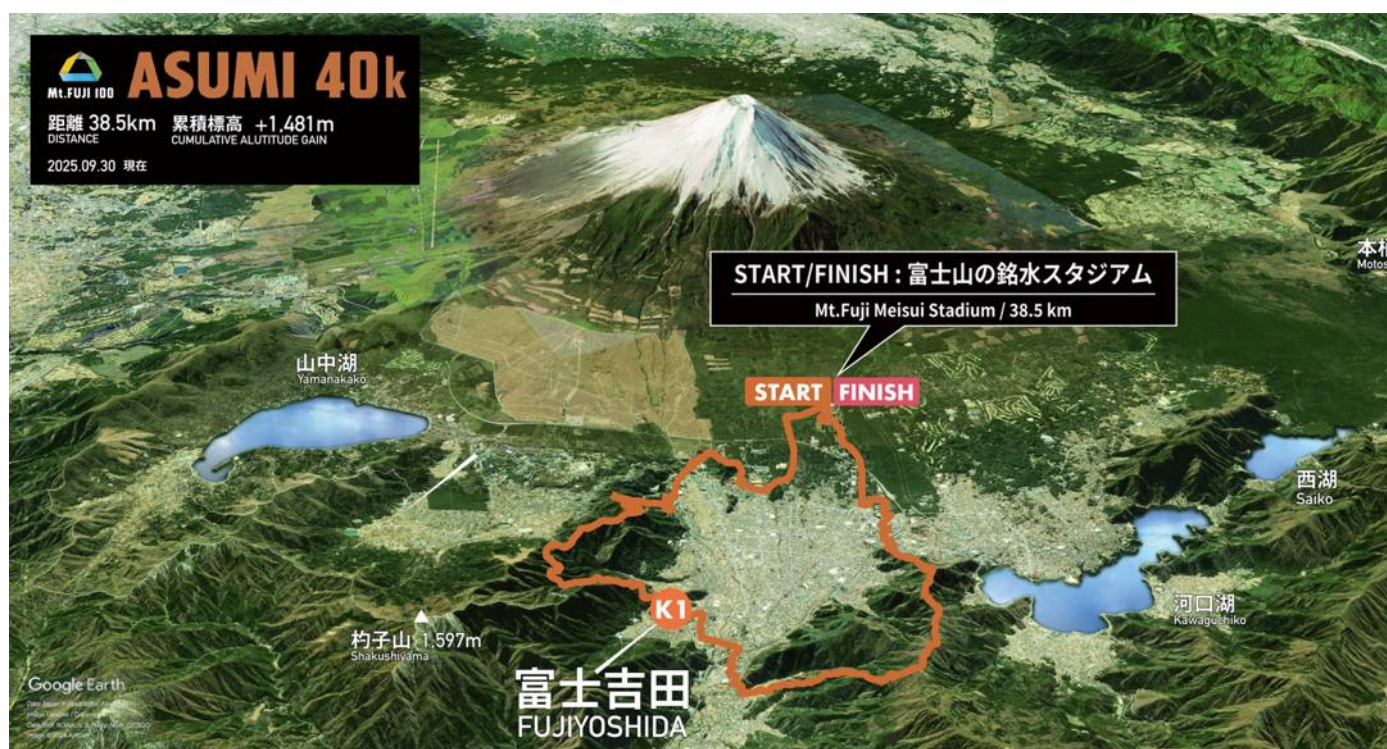 Mt.FUJI 100
ASUMI 40k
距離 38.5km 累積標高 +1,481m
DISTANCE CUMULATIVE ALUTITUDE GAIN
2025.09.30 現在
START/FINISH : 富士山の銘水スタジアム
Mt.Fuji Meisui Stadium / 38.5 km
本栖
Motos
山中湖
Yamanakako
START FINISH
西湖
Saiko
K1
河口湖
Kawaguchiko
杓子山 1.597m
Shakushiyama
富士吉田
FUJIYOSHIDA
Google Earth